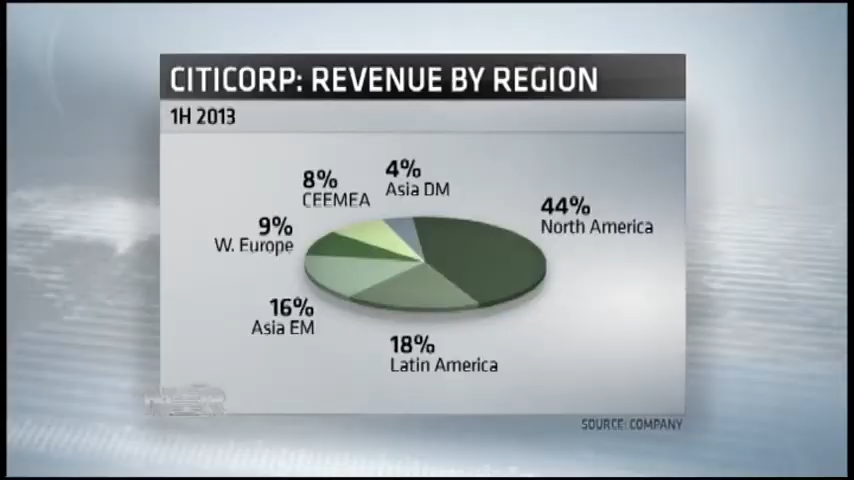 CITICORP: REVENUE BY REGION
1H 2013
4%
Asia DM
8%
CEEMEA
44%
North America
9%
W. Europe
16%
Asia EM
18%
Latin America
SOURCE: COMPANY